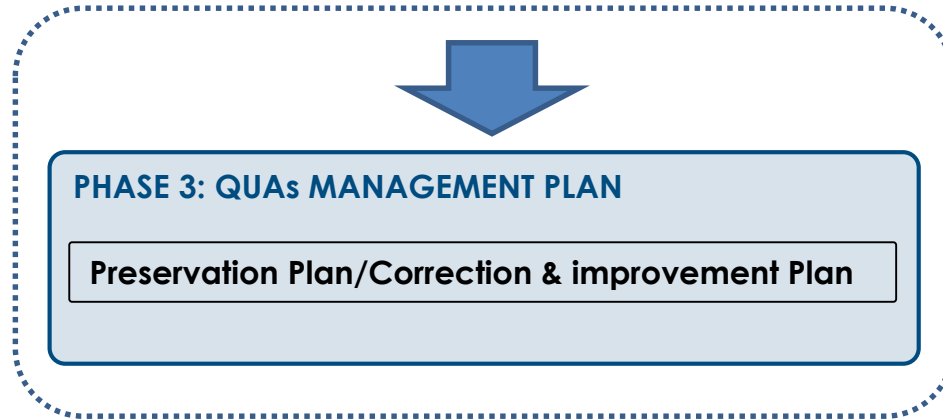 PHASE 3: QUAs MANAGEMENT PLAN
Preservation Plan/Correction & improvement Plan